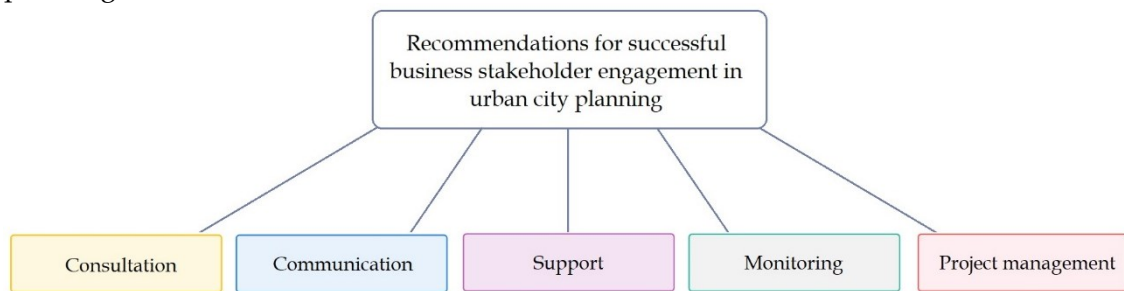 Recommendations for successful
business stakeholder engagement in
urban city planning
Consultation
Communication
Support
Monitoring
Project management